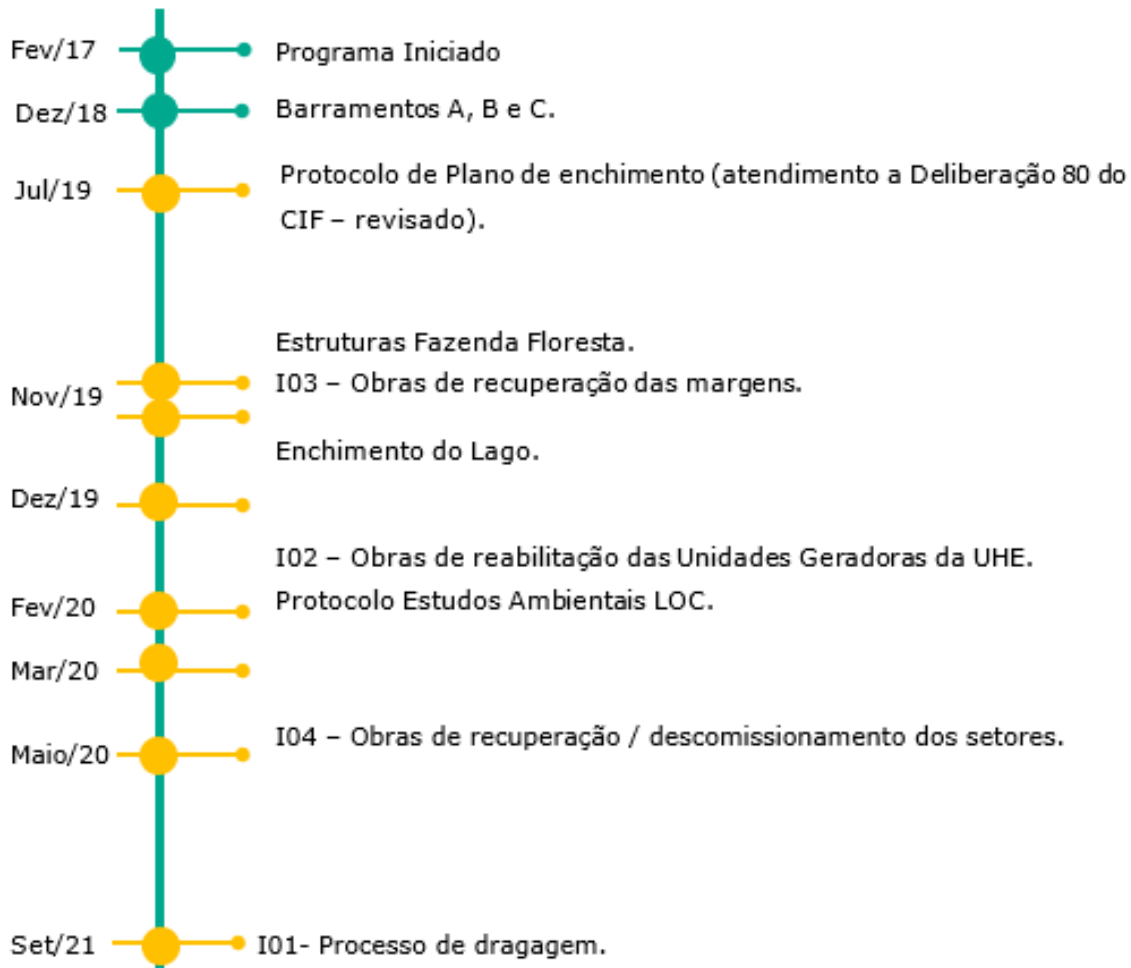 Fev/17
Programa Iniciado
Dez/18
Barramentos A, B e C.
Jul/19
Protocolo de Plano de enchimento (atendimento a Deliberação 80 do
CIF – revisado).
Estruturas Fazenda Floresta.
I03 – Obras de recuperação das margens.
Nov/19
Enchimento do Lago.
Dez/19
I02 – Obras de reabilitação das Unidades Geradoras da UHE.
Fev/20
Protocolo Estudos Ambientais LOC.
Mar/20
I04 – Obras de recuperação / descomissionamento dos setores.
Maio/20
Set/21
I01- Processo de dragagem.